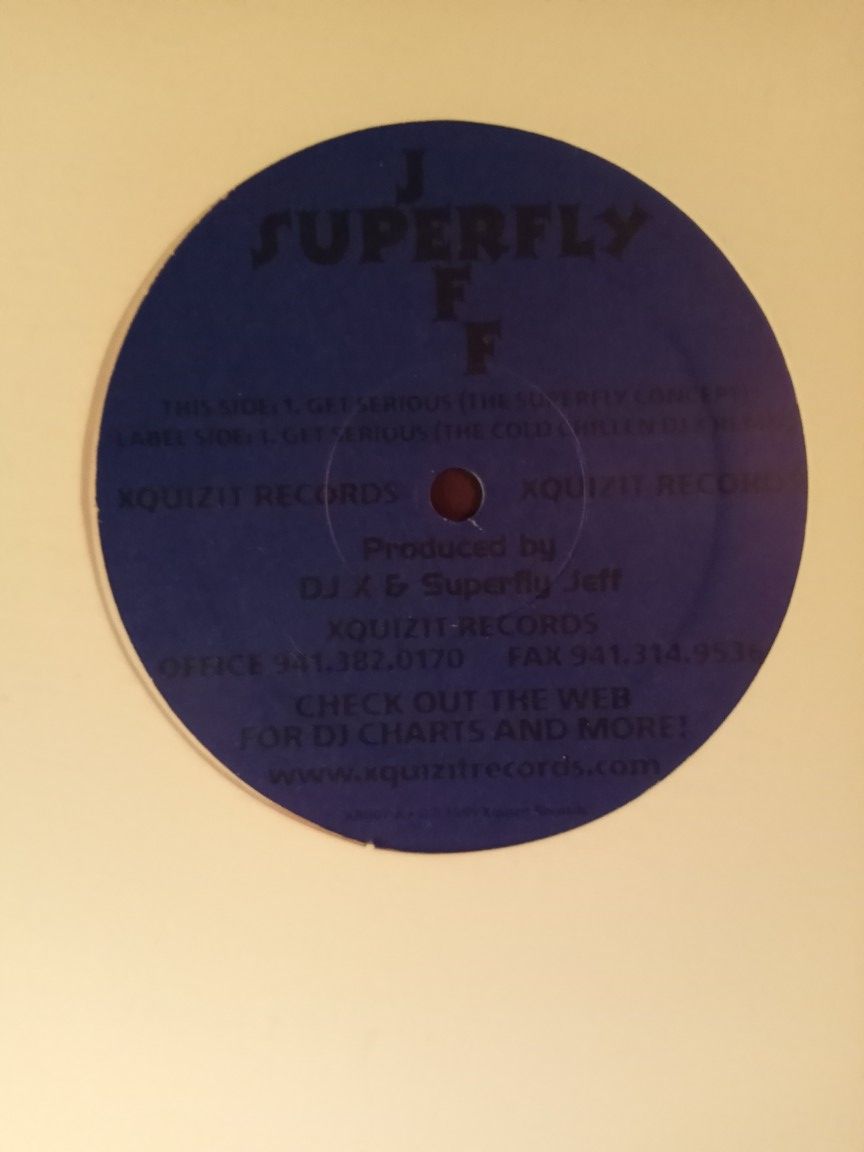 J
SUPERFLY
F
F
THIS SIDE: 1. GET SERIOUS (THE SUPERFLY CONCEPT)
LABEL SIDE: 1. GET SERIOUS (THE COLD CHILLEN DJ
XQUIZIT RECORDS XQUIZIT RECORDS
Produced by
DJ X & Superfly Jeff
XQUIZIT RECORDS
OFFICE 941.382.0170 FAX 941.314.9536
CHECK OUT THE WEB
FOR DJ CHARTS AND MORE!
www.xquizitrecords.com
Xquizit Records